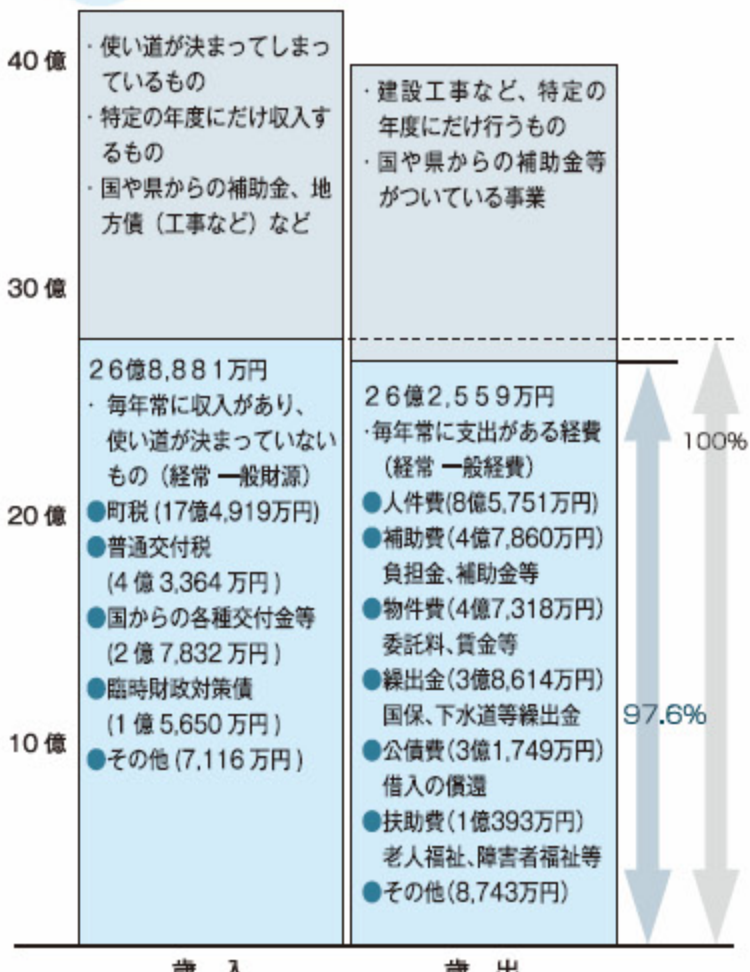 40億
30億
20億
10億
・使い道が決まってしまっ
ているもの
・特定の年度にだけ収入す
るもの
・国や県からの補助金、地
方債（工事など）など
26億8,881万円
・ 毎年常に収入があり、
使い道が決まっていない
もの（経常一般財源）
●町税 (17億4,919万円)
●普通交付税
(4億3,364万円)
●国からの各種交付金等
(2億7,832万円)
●臨時財政対策債
(1億5,650万円)
●その他 (7,116万円)
歳 入
・建設工事など、特定の
年度にだけ行うもの
・国や県からの補助金等
がついている事業
26億2,559万円
・毎年常に支出がある経費
（経常一般経費）
●人件費(8億5,751万円)
●補助費(4億7,860万円)
負担金、補助金等
●物件費(4億7,318万円)
委託料、賃金等
●繰出金(3億8,614万円)
国保、下水道等繰出金
●公債費(3億1,749万円)
借入の償還
●扶助費(1億393万円)
老人福祉、障害者福祉等
●その他(8,743万円)
歳 出
100%
97.6%